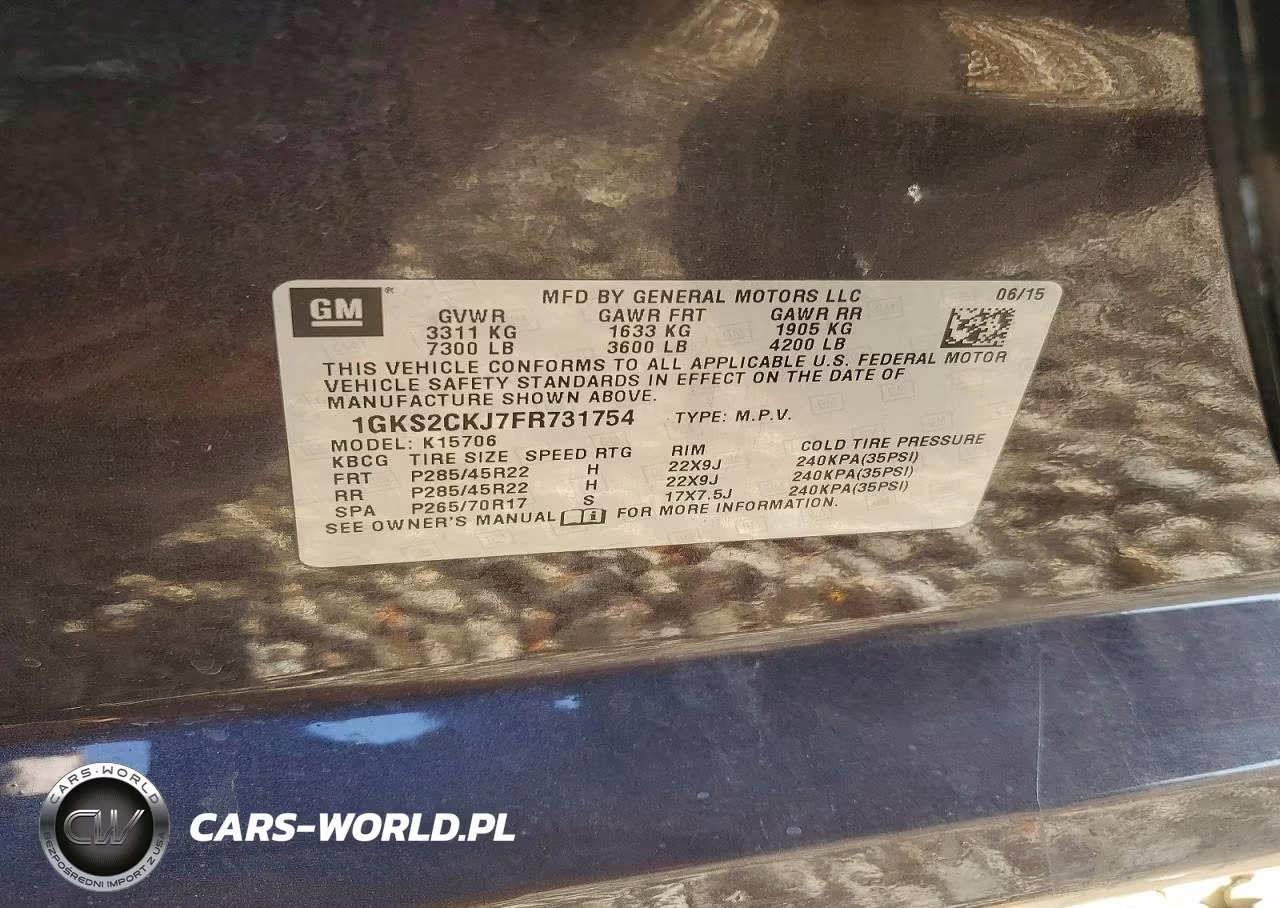 GM
MFD BY GENERAL MOTORS LLC 06/15
GVWR GAWR FRT GAWR RR
3311 KG 1633 KG 1905 KG
7300 LB 3600 LB 4200 LB
THIS VEHICLE CONFORMS TO ALL APPLICABLE U.S. FEDERAL MOTOR
VEHICLE SAFETY STANDARDS IN EFFECT ON THE DATE OF
MANUFACTURE SHOWN ABOVE.
1GKS2CKJ7FR731754 TYPE: M.P.V.
MODEL: K15706
KBCG TIRE SIZE SPEED RTG RIM COLD TIRE PRESSURE
FRT P285/45R22 H 22X9J 240KPA(35PSI)
RR P285/45R22 H 22X9J 240KPA(35PSI)
SPA P265/70R17 S 17X7.5J 240KPA(35PSI)
SEE OWNER'S MANUAL FOR MORE INFORMATION.
CARS-WORLD
CW
BEZPOŚREDNI IMPORT Z USA
CARS-WORLD.PL